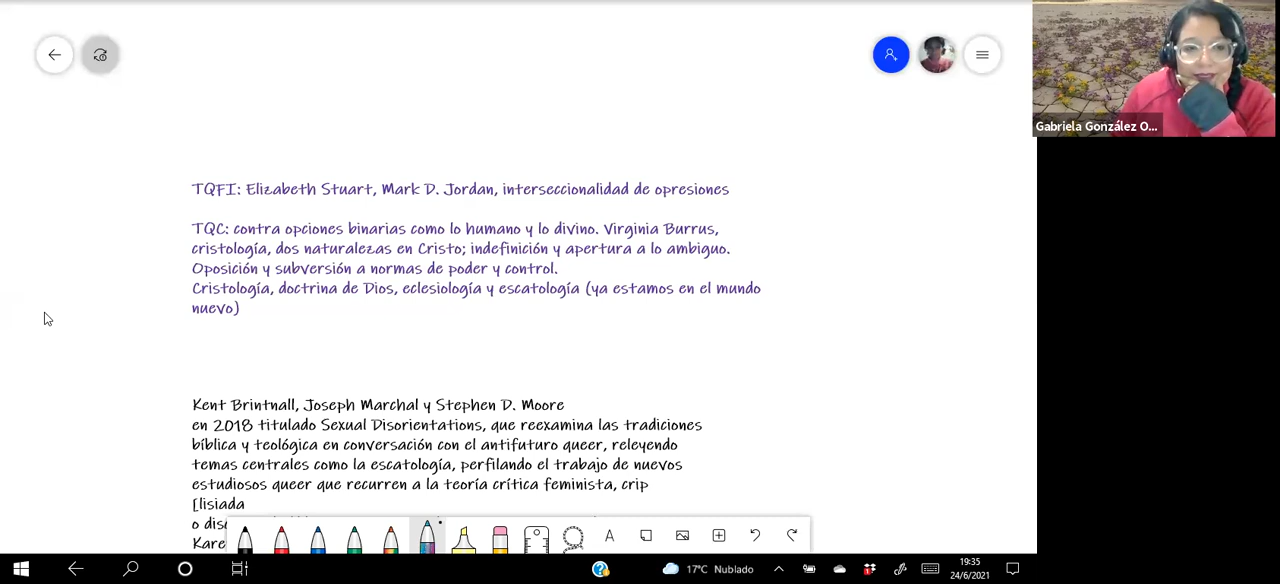 Gabriela González O...
TQFI: Elizabeth Stuart, Mark D. Jordan, interseccionalidad de opresiones
TQC: contra opciones binarias como lo humano y lo divino. Virginia Burrus,
cristología, dos naturalezas en Cristo; indefinición y apertura a lo ambiguo.
Oposición y subversión a normas de poder y control.
Cristología, doctrina de Dios, eclesiología y escatología (ya estamos en el mundo
nuevo)
Kent Brintnall, Joseph Marchal y Stephen D. Moore
en 2018 titulado Sexual Disorientations, que reexamina las tradiciones
bíblica y teológica en conversación con el antifuturo queer, releyendo
temas centrales como la escatología, perfilando el trabajo de nuevos
estudiosos queer que recurren a la teoría crítica feminista, crip
[lisiada
o
Kare
17°C Nublado
19:35
24/6/2021